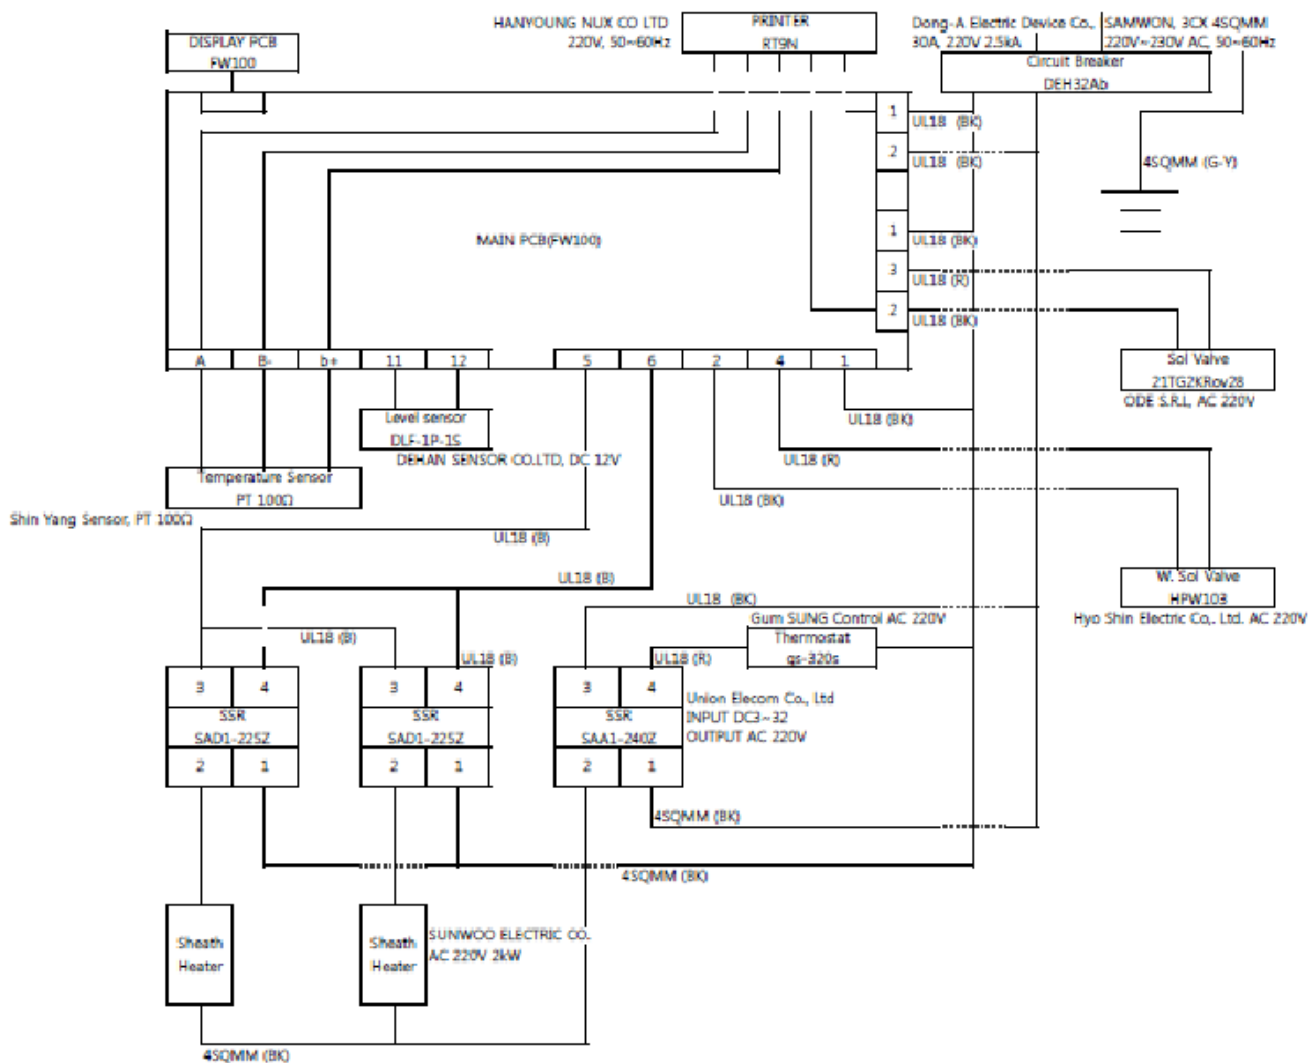 HANYOUNG NUX CO LTD
220V, 50~60Hz
PRINTER
RT9N
Dong-A Electric Device Co.,
30A, 220V 2.5kA
SAMWON, 3CX 4SQMM
220V~230V AC, 50~60Hz
DISPLAY PCB
FW100
Circuit Breaker
DEH32Ab
1
UL18 (BK)
2
UL18 (BK)
4SQMM (G-Y)
MAIN PCB(FW100)
1
UL18 (BK)
3
UL18 (R)
2
UL18 (BK)
A
B-
b+
11
12
5
6
2
4
1
Sol Valve
ODE S.R.L, AC 220V
Level sensor
DLF-1P-1S
DEHAN SENSOR CO.LTD, DC 12V
UL18 (BK)
UL18 (R)
Temperature Sensor
PT 100Ω
UL18 (BK)
Shin Yang Sensor, PT 100Ω
UL18 (B)
UL18 (B)
W. Sol Valve
HPW103
Hyo Shin Electric Co,. Ltd. AC 220V
UL18 (BK)
Gum SUNG Control AC 220V
Thermostat
gs-320s
UL18 (B)
UL18 (B)
UL18 (R)
3
4
SSR
SAD1-225Z
2
1
3
4
SSR
SAD1-225Z
2
1
3
4
SSR
SAA1-240Z
2
1
Union Elecom Co., Ltd
INPUT DC3~32
OUTPUT AC 220V
4SQMM (BK)
4SQMM (BK)
Sheath
Heater
Sheath
Heater
SUNWOO ELECTRIC CO.
AC 220V 2kW
4SQMM (BK)